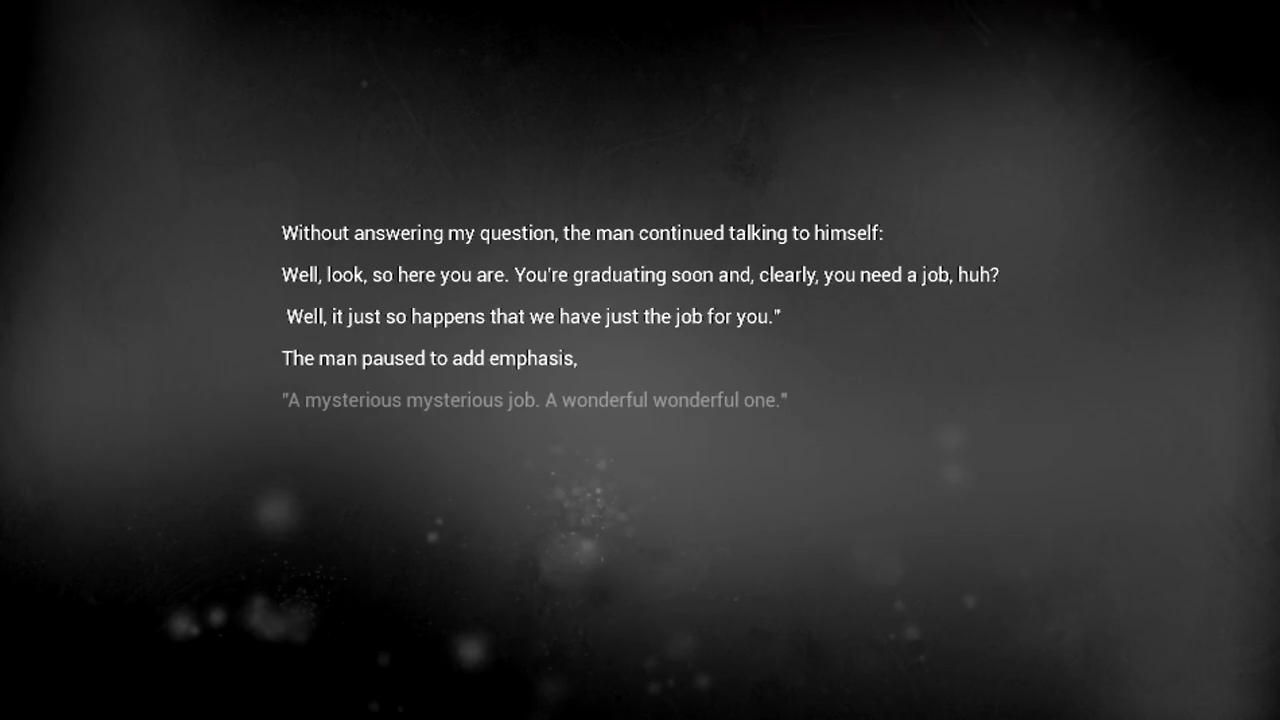 Without answering my question, the man continued talking to himself:
Well, look, so here you are. You're graduating soon and, clearly, you need a job, huh?
Well, it just so happens that we have just the job for you."
The man paused to add emphasis,
"A mysterious mysterious job. A wonderful wonderful one."